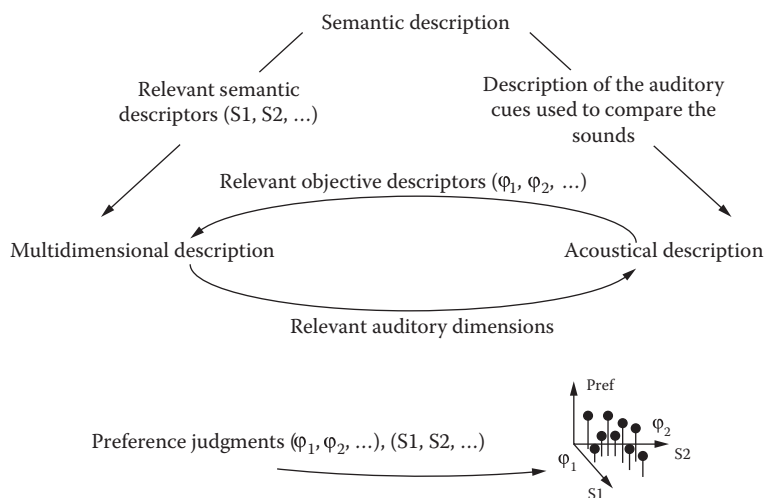 Semantic description
Relevant semantic
descriptors (S1, S2, ...)
Description of the auditory
cues used to compare the
sounds
Relevant objective descriptors (φ₁, φ₂, ...)
Multidimensional description
Acoustical description
Relevant auditory dimensions
Pref
Preference judgments (φ₁, φ₂, ...), (S1, S2, ...)
φ₂
S2
φ₁
S1